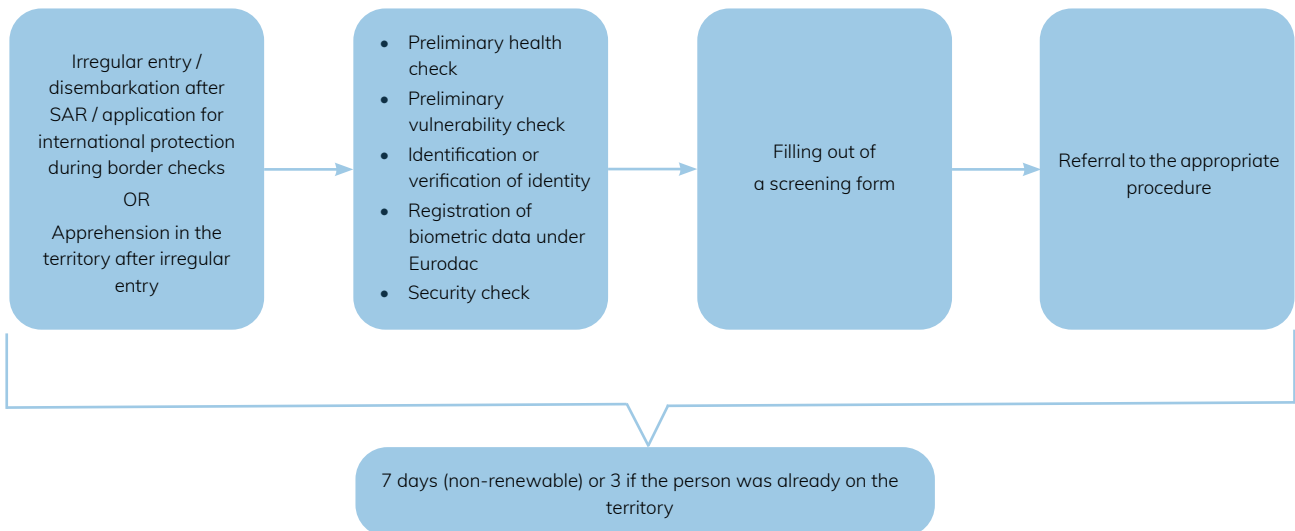 Irregular entry /
disembarkation after
SAR / application for
international protection
during border checks
OR
Apprehension in the
territory after irregular
entry
• Preliminary health
check
• Preliminary
vulnerability check
• Identification or
verification of identity
• Registration of
biometric data under
Eurodac
• Security check
Filling out of
a screening form
Referral to the appropriate
procedure
7 days (non-renewable) or 3 if the person was already on the
territory